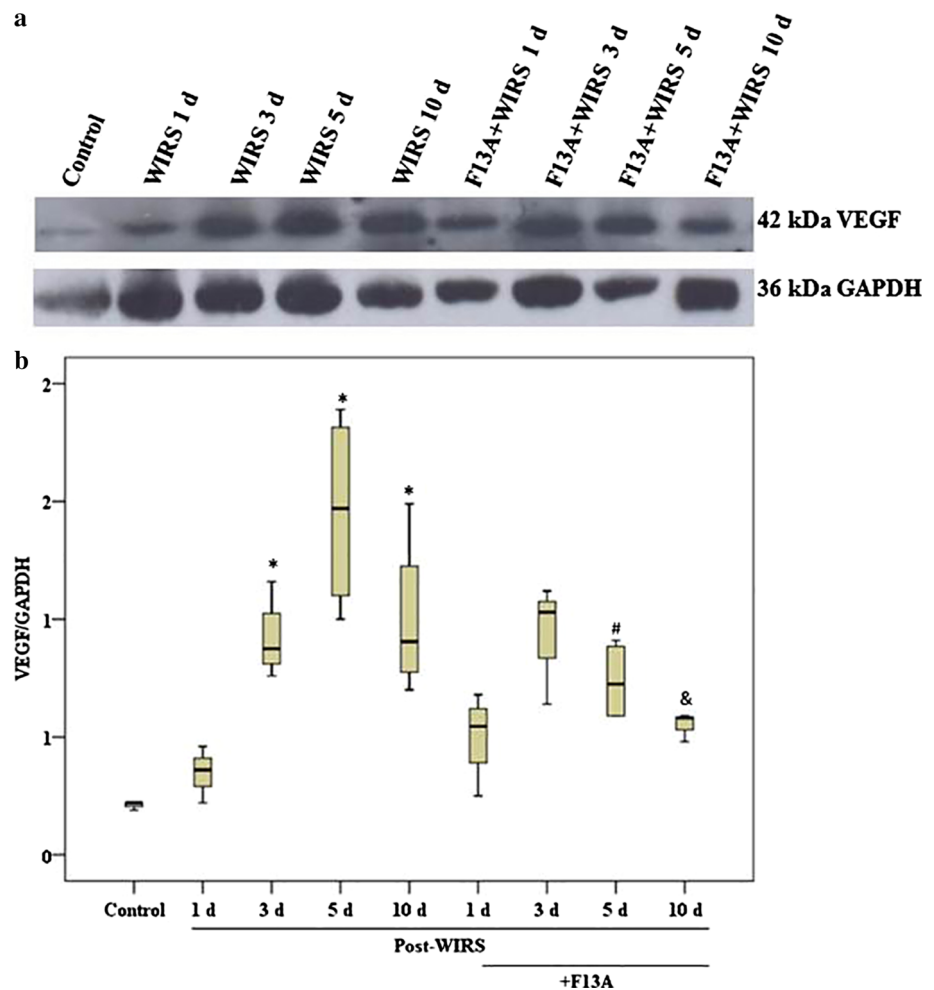 a
Control
WIRS 1 d
WIRS 3 d
WIRS 5 d
WIRS 10 d
F13A+WIRS 1 d
F13A+WIRS 3 d
F13A+WIRS 5 d
F13A+WIRS 10 d
42 kDa VEGF
36 kDa GAPDH
b
VEGF/GAPDH
2
2
1
1
0
*
*
*
#
&
Control 1 d 3 d 5 d 10 d 1 d 3 d 5 d 10 d
Post-WIRS
+F13A